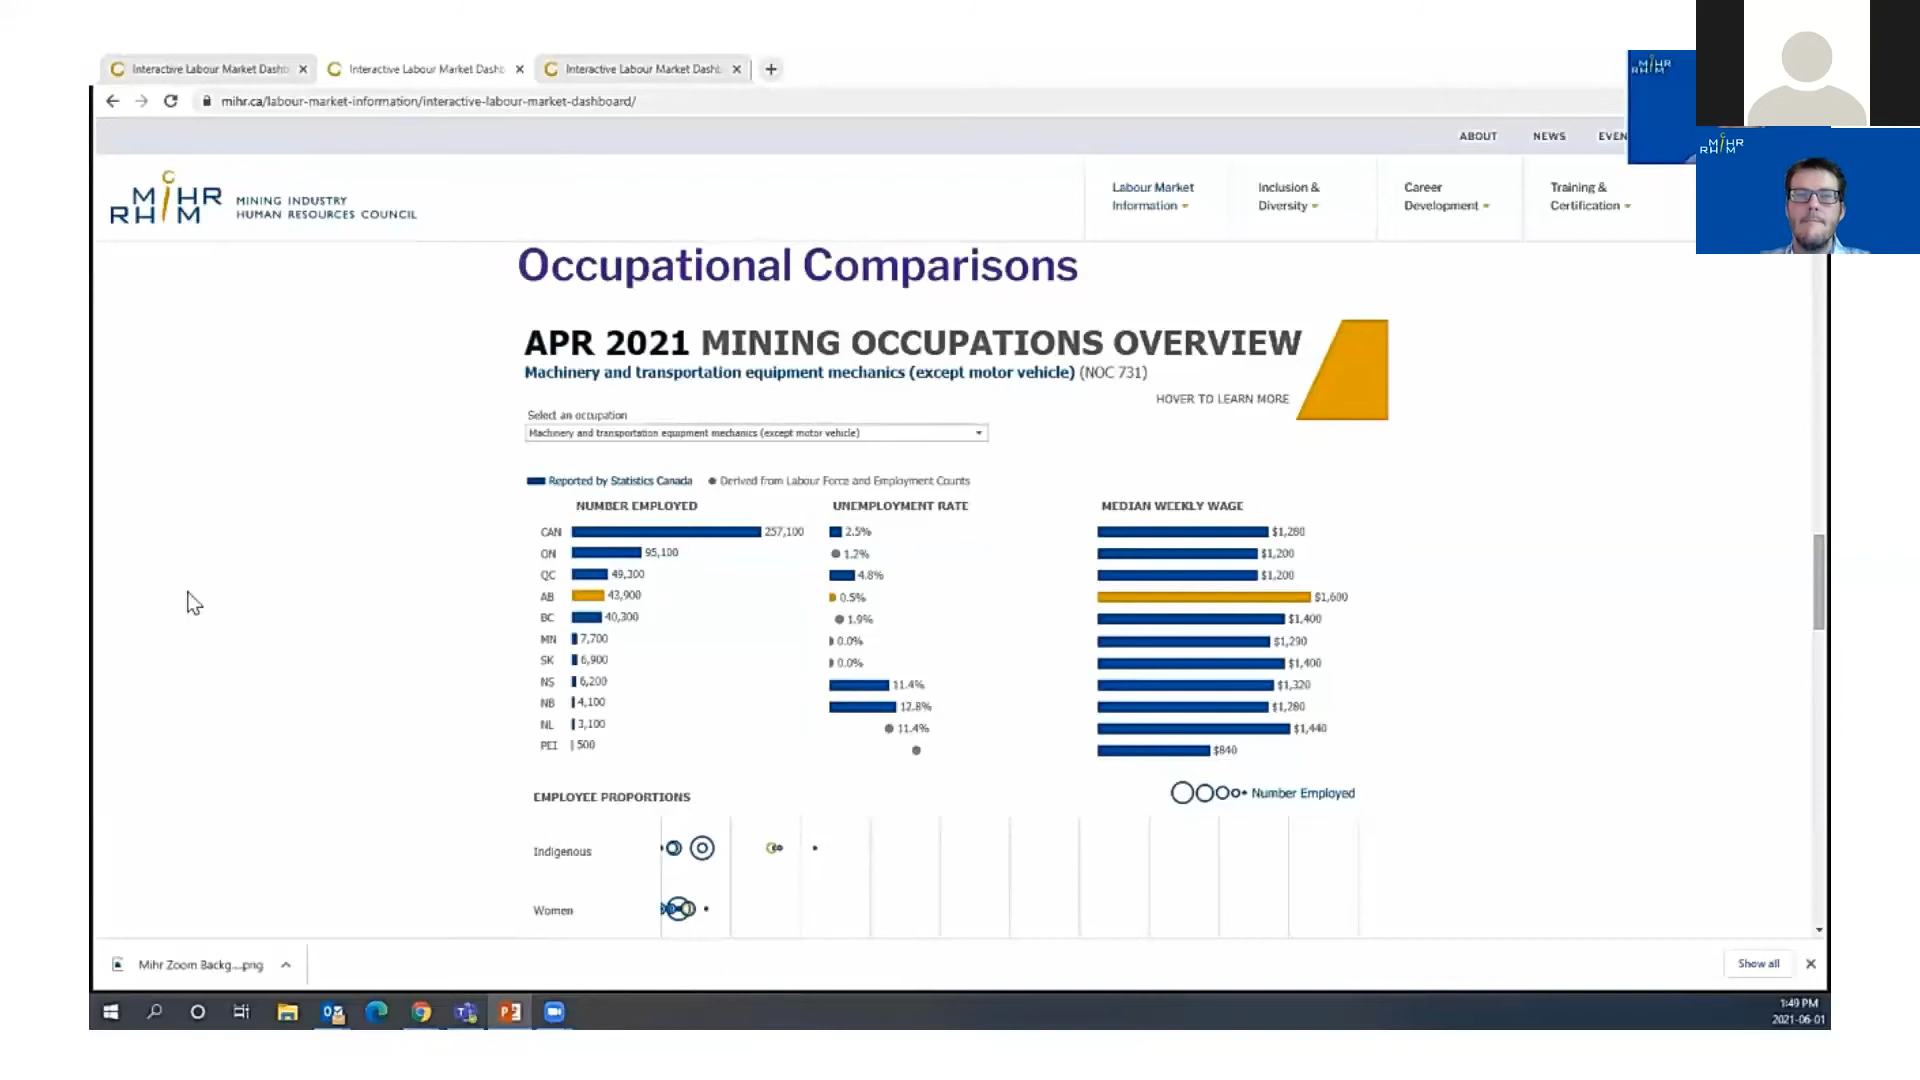 Interactive Labour Market Dashb
Interactive Labour Market Dashb
Interactive Labour Market Dashb
mihr.ca/labour-market-information/interactive-labour-market-dashboard/
ABOUT NEWS EVEN
MIHR
RHIM
MINING INDUSTRY
HUMAN RESOURCES COUNCIL
Labour Market
Information
Inclusion &
Diversity
Career
Development
Training &
Certification
MIHR
RHIM
MIHR
RHIM
Occupational Comparisons
APR 2021 MINING OCCUPATIONS OVERVIEW
Machinery and transportation equipment mechanics (except motor vehicle) (NOC 731)
HOVER TO LEARN MORE
Select an occupation
Machinery and transportation equipment mechanics (except motor vehicle)
Reported by Statistics Canada Derived from Labour Force and Employment Counts
NUMBER EMPLOYED UNEMPLOYMENT RATE MEDIAN WEEKLY WAGE
CAN 257,100 2.5% $1,280
ON 95,100 1.2% $1,200
QC 49,300 4.8% $1,200
AB 43,900 0.5% $1,600
BC 40,300 1.9% $1,400
MN 7,700 0.0% $1,290
SK 6,900 0.0% $1,400
NS 6,200 11.4% $1,320
NB 4,100 12.8% $1,280
NL 3,100 11.4% $1,440
PEI 500 $840
EMPLOYEE PROPORTIONS
Number Employed
Indigenous
Women
Mihr Zoom Backg....png
Show all
1:49 PM
2021-06-01